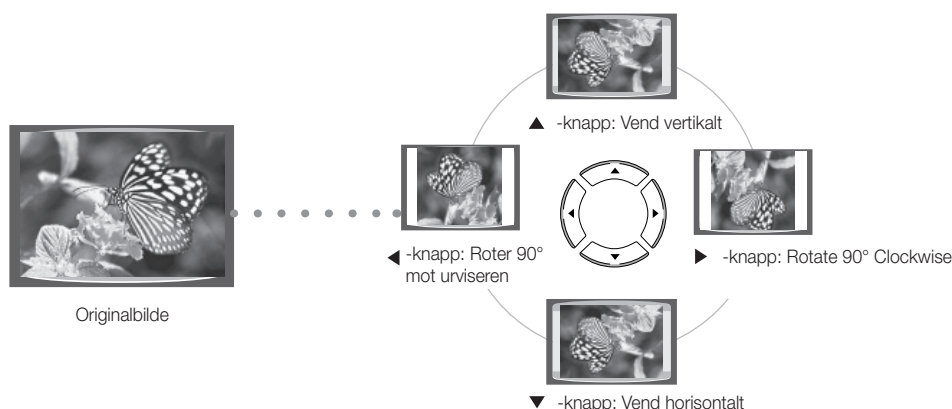 ▲ -knapp: Vend vertikalt
◀ -knapp: Roter 90°
mot urviseren
▶ -knapp: Rotate 90° Clockwise
Originalbilde
▼ -knapp: Vend horisontalt